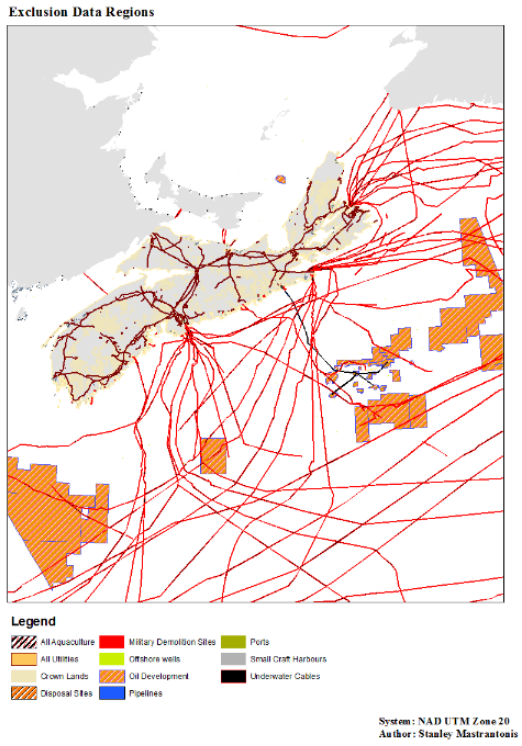 Exclusion Data Regions
Legend
All Aquaculture
Military Demolition Sites
Ports
All Utilities
Offshore wells
Small Craft Harbours
Crown Lands
Oil Development
Underwater Cables
Disposal Sites
Pipelines
System: NAD UTM Zone 20
Author: Stanley Mastrantonis